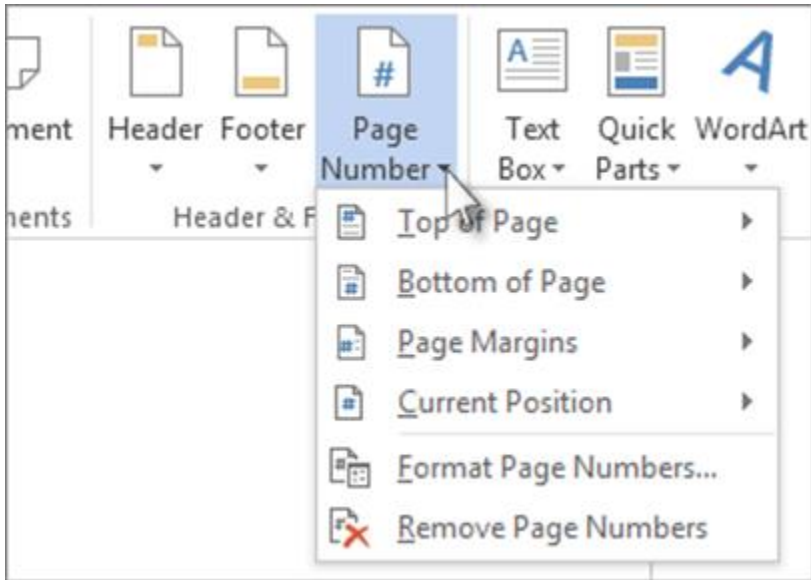 ment Header Footer Page Text Quick WordArt
Number Box Parts
nents Header & F
#
Top of Page
Bottom of Page
Page Margins
Current Position
Format Page Numbers...
Remove Page Numbers